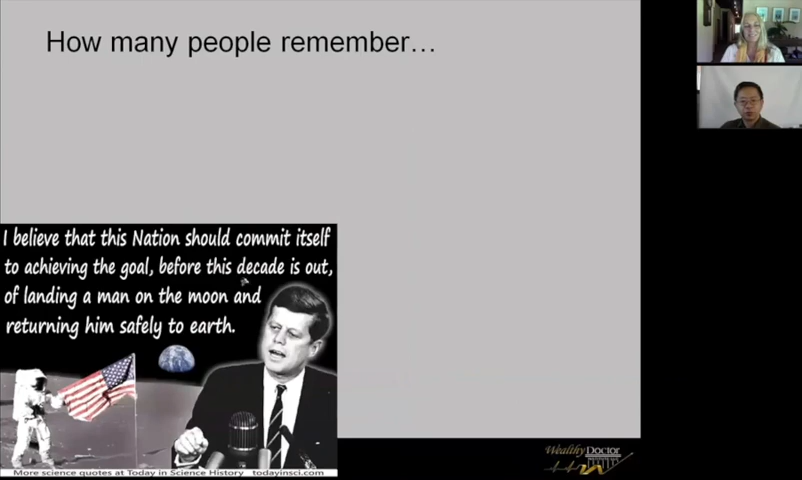 How many people remember...
I believe that this Nation should commit itself
to achieving the goal, before this decade is out,
of landing a man on the moon and
returning him safely to earth.
More science quotes at Today in Science History todayinsci.com
Wealthy Doctor